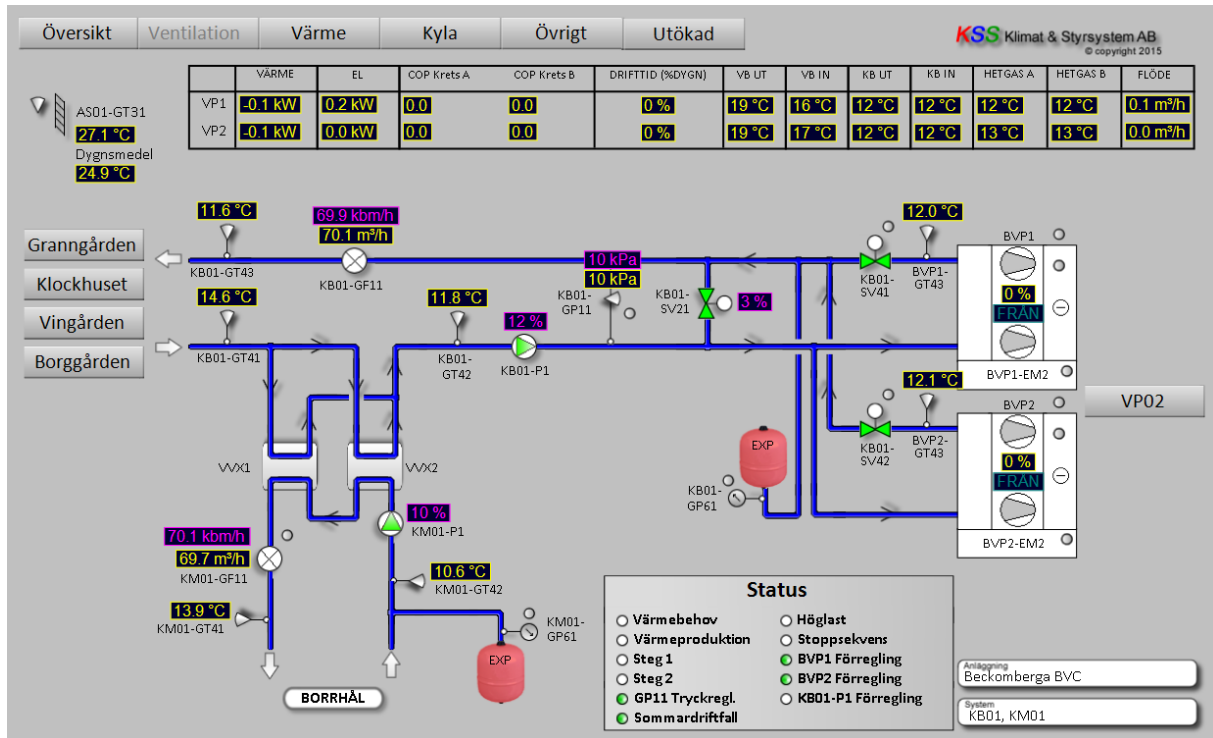 Översikt Ventilation Värme Kyla Övrigt Utökad
KSS Klimat & Styrsystem AB
© copyright 2015
VÄRME EL COP Krets A COP Krets B DRIFTTID (%DYGN) VB UT VB IN KB UT KB IN HETGAS A HETGAS B FLÖDE
VP1 -0.1 kW 0.2 kW 0.0 0.0 0 % 19 °C 16 °C 12 °C 12 °C 12 °C 12 °C 0.1 m³/h
VP2 -0.1 kW 0.0 kW 0.0 0.0 0 % 19 °C 17 °C 12 °C 12 °C 13 °C 13 °C 0.0 m³/h
AS01-GT31
27.1 °C
Dygnsmedel
24.9 °C
Granngården
Klockhuset
Vingården
Borggården
11.6 °C
KB01-GT43
69.9 kbm/h
70.1 m³/h
KB01-GF11
14.6 °C
KB01-GT41
11.8 °C
KB01-
GT42
12 %
KB01-P1
10 kPa
10 kPa
KB01-
GP11
KB01-
SV21
3 %
12.0 °C
KB01-
SV41
BVP1-
GT43
BVP1
0 %
FRÅN
BVP1-EM2
12.1 °C
KB01-
SV42
BVP2-
GT43
BVP2
0 %
FRÅN
BVP2-EM2
VP02
EXP
KB01-
GP61
VVX1
VVX2
10 %
KM01-P1
70.1 kbm/h
69.7 m³/h
KM01-GF11
13.9 °C
KM01-GT41
10.6 °C
KM01-GT42
KM01-
GP61
EXP
BORRHÅL
Status
Värmebehov
Värmeproduktion
Steg 1
Steg 2
GP11 Tryckregl.
Sommardriftfall
Höglast
Stoppsekvens
BVP1 Förregling
BVP2 Förregling
KB01-P1 Förregling
Anläggning
Beckomberga BVC
System
KB01, KM01